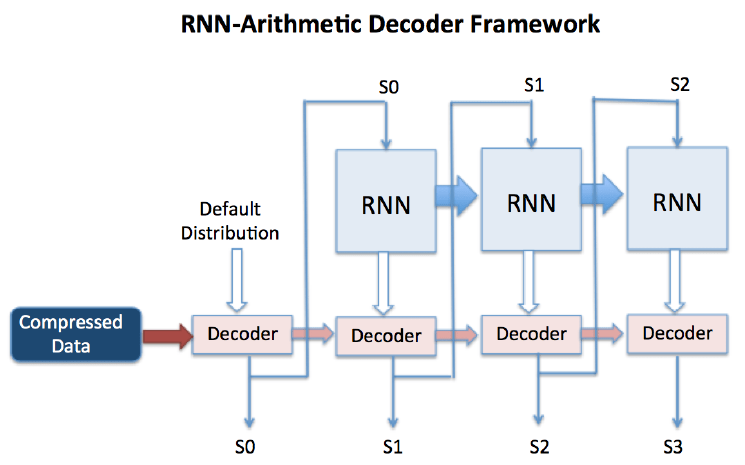 RNN-Arithmetic Decoder Framework
S0
S1
S2
RNN
RNN
RNN
Default
Distribution
Compressed
Data
Decoder
Decoder
Decoder
Decoder
S0
S1
S2
S3